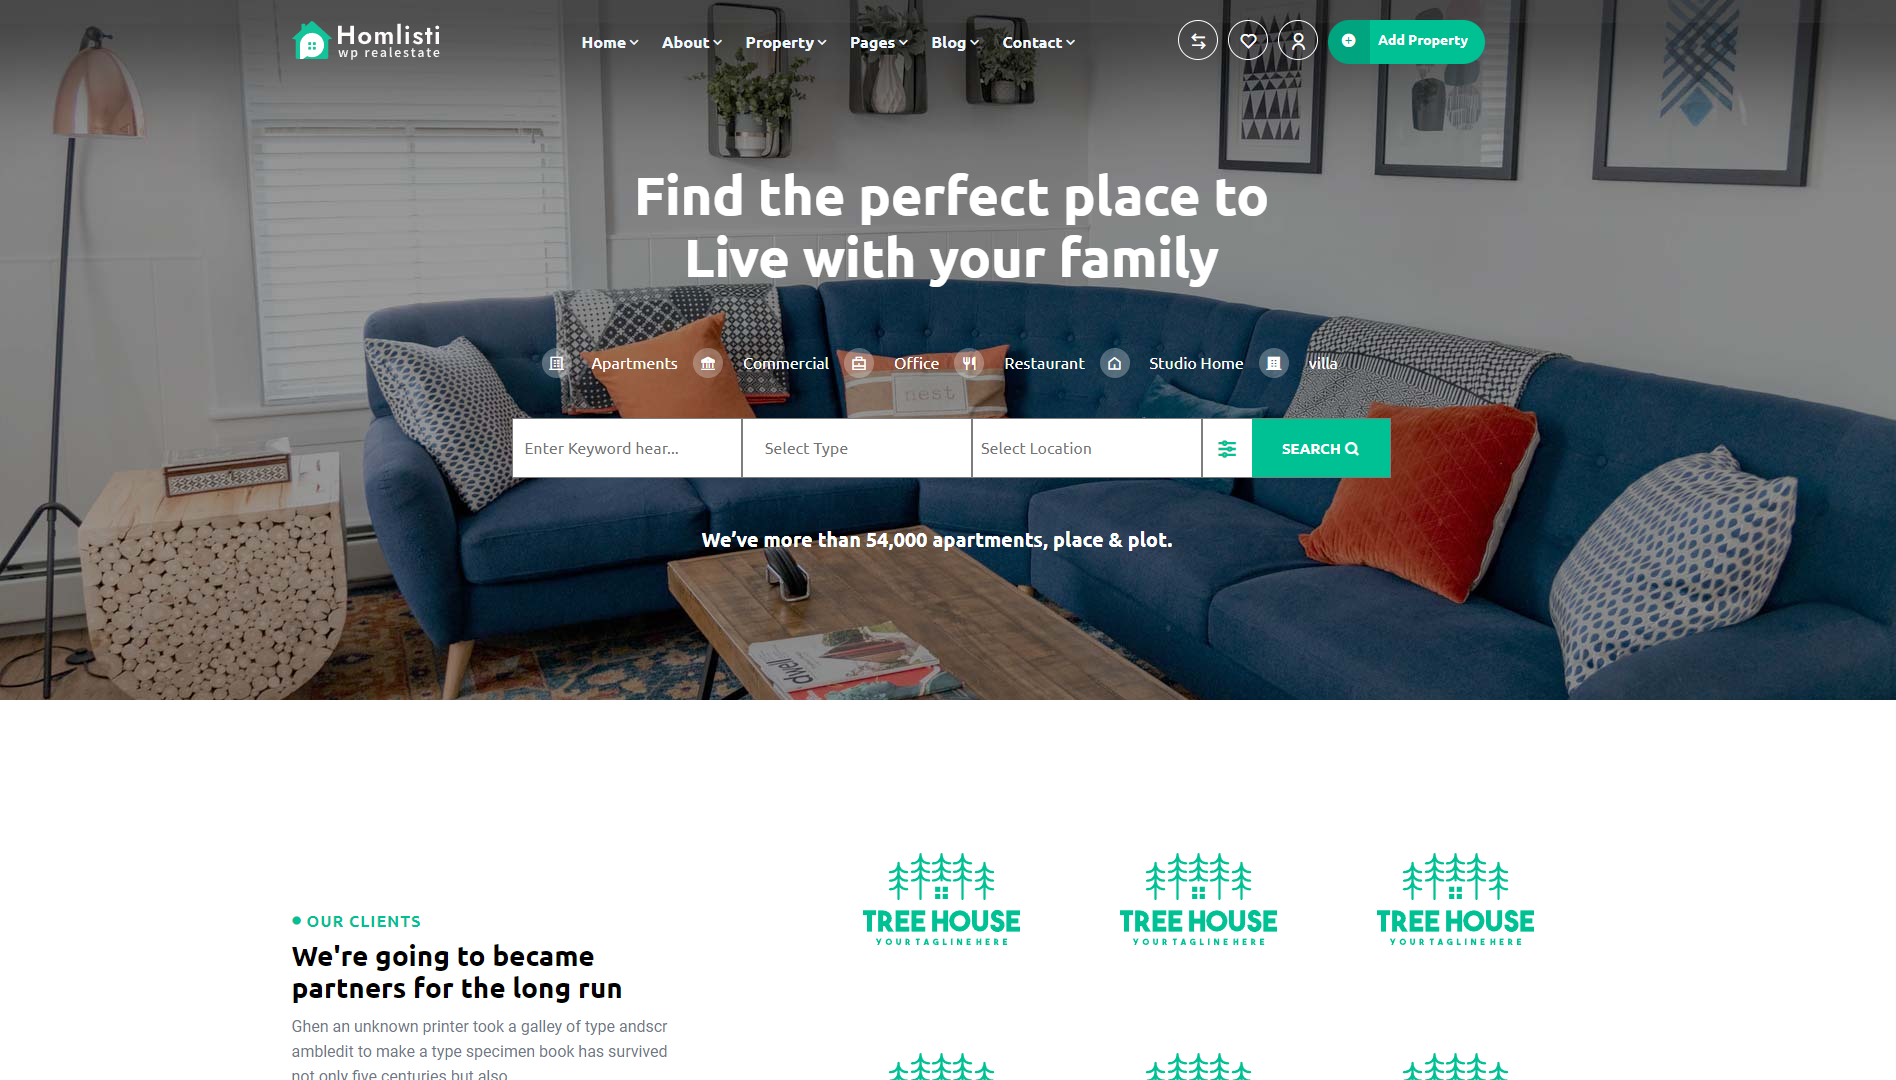 Homlisti
wp realestate
Home
About
Property
Pages
Blog
Contact
Add Property
Find the perfect place to
Live with your family
Apartments
Commercial
Office
Restaurant
Studio Home
villa
nest
Enter Keyword hear...
Select Type
Select Location
SEARCH
We’ve more than 54,000 apartments, place & plot.
dwell
OUR CLIENTS
We're going to became
partners for the long run
Ghen an unknown printer took a galley of type andscr
ambledit to make a type specimen book has survived
not only five centuries but also
TREE HOUSE
YOUR TAGLINE HERE
TREE HOUSE
YOUR TAGLINE HERE
TREE HOUSE
YOUR TAGLINE HERE